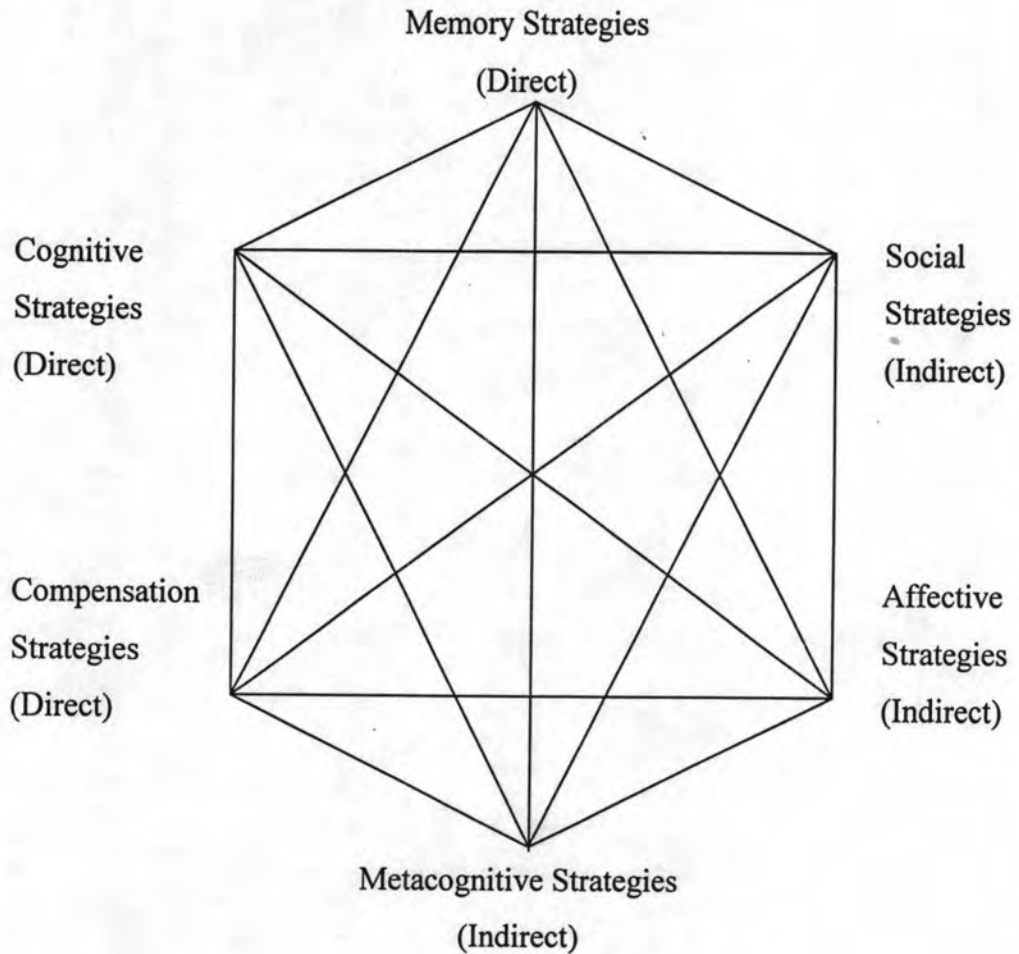 Memory Strategies
(Direct)
Cognitive
Strategies
(Direct)
Social
Strategies
(Indirect)
Compensation
Strategies
(Direct)
Affective
Strategies
(Indirect)
Metacognitive Strategies
(Indirect)